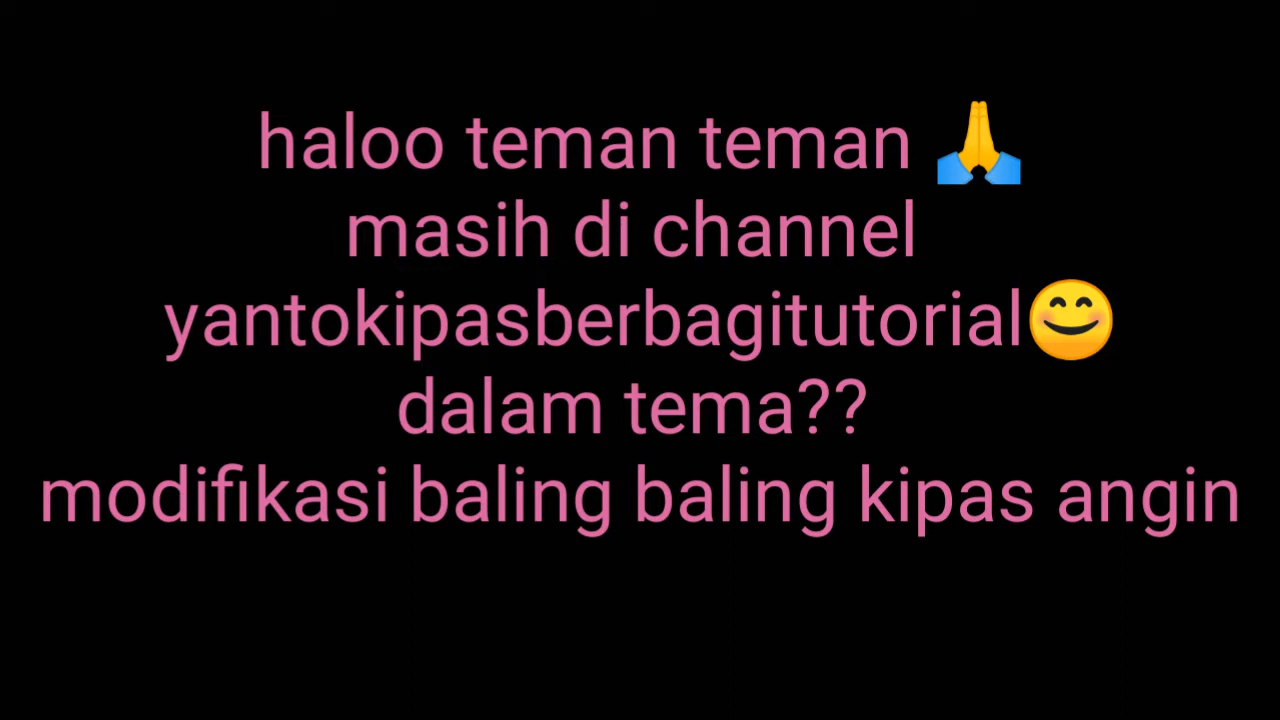 haloo teman teman 🙏
masih di channel
yantokipasberbagitutorial😊
dalam tema??
modifikasi baling baling kipas angin